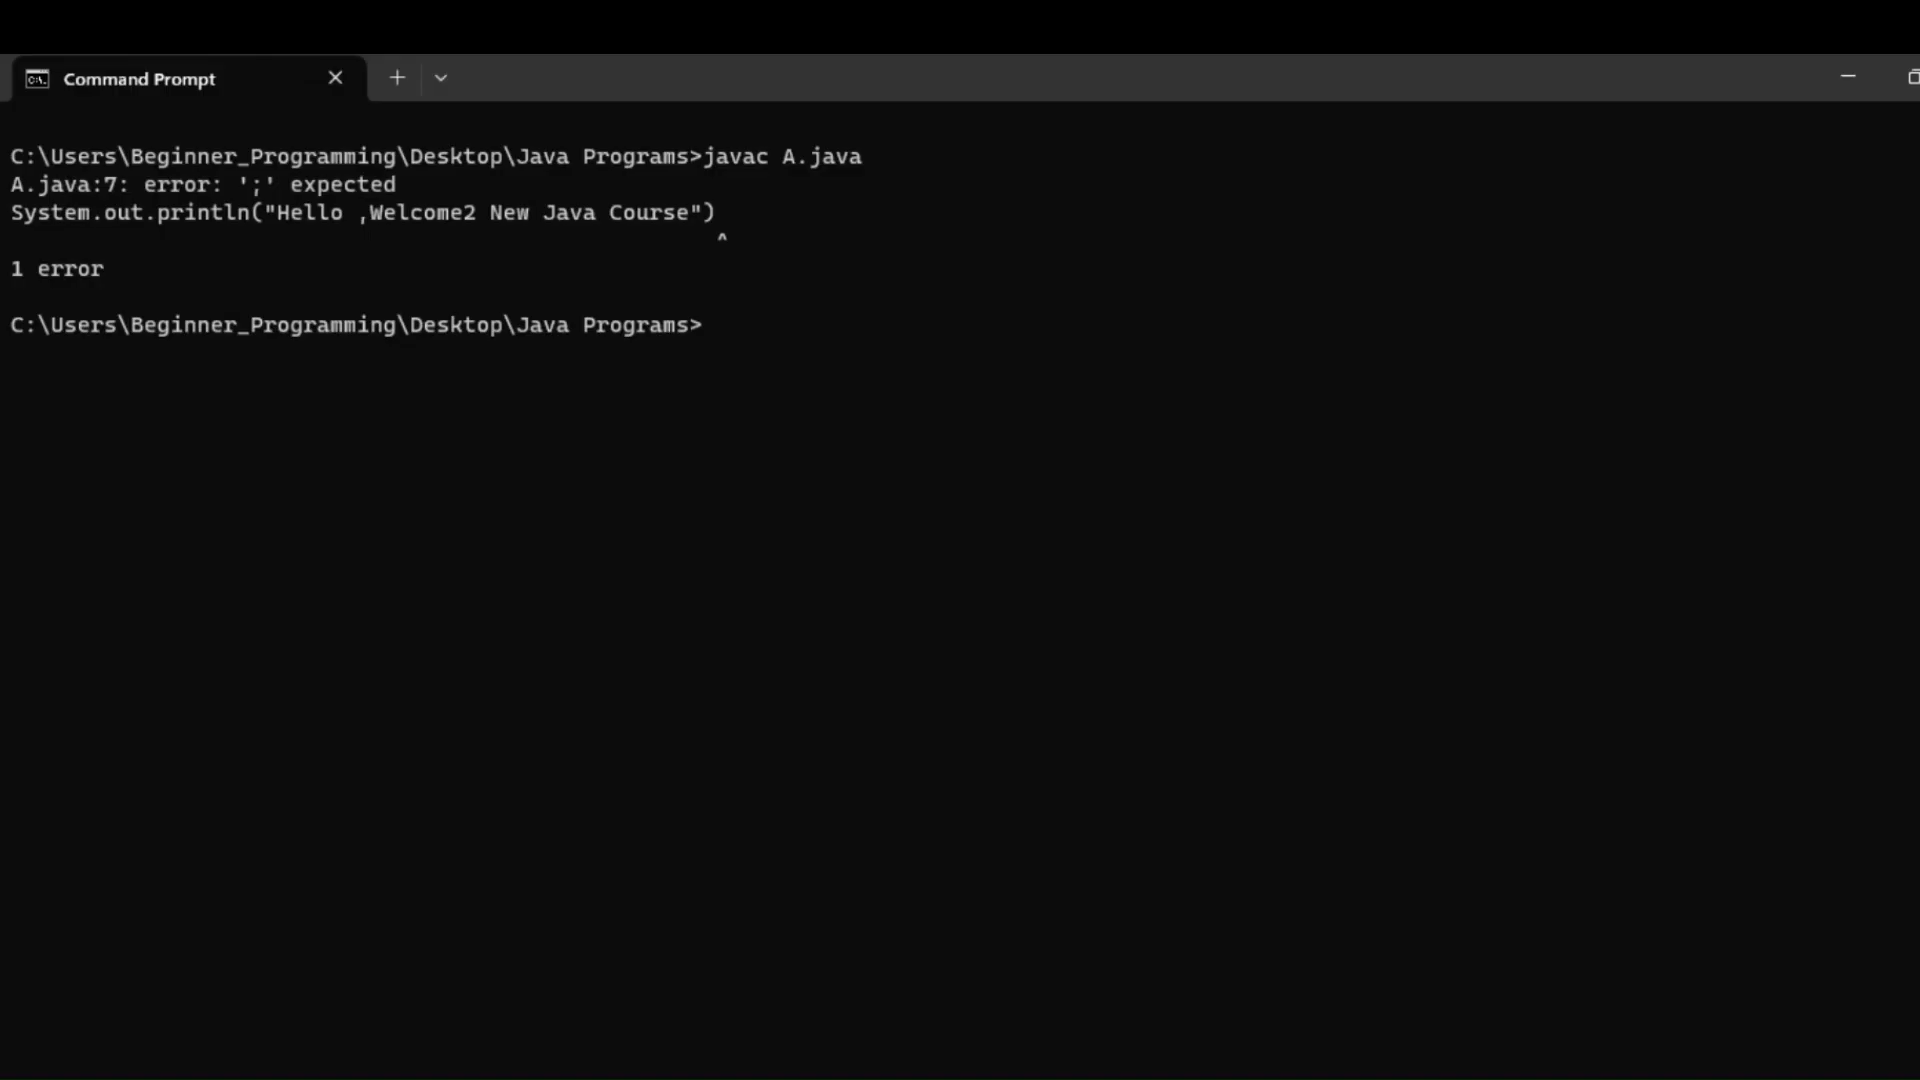 Command Prompt
C:\Users\Beginner_Programming\Desktop\Java Programs>javac A.java
A.java:7: error: ';' expected
System.out.println("Hello ,Welcome2 New Java Course")
^
1 error
C:\Users\Beginner_Programming\Desktop\Java Programs>